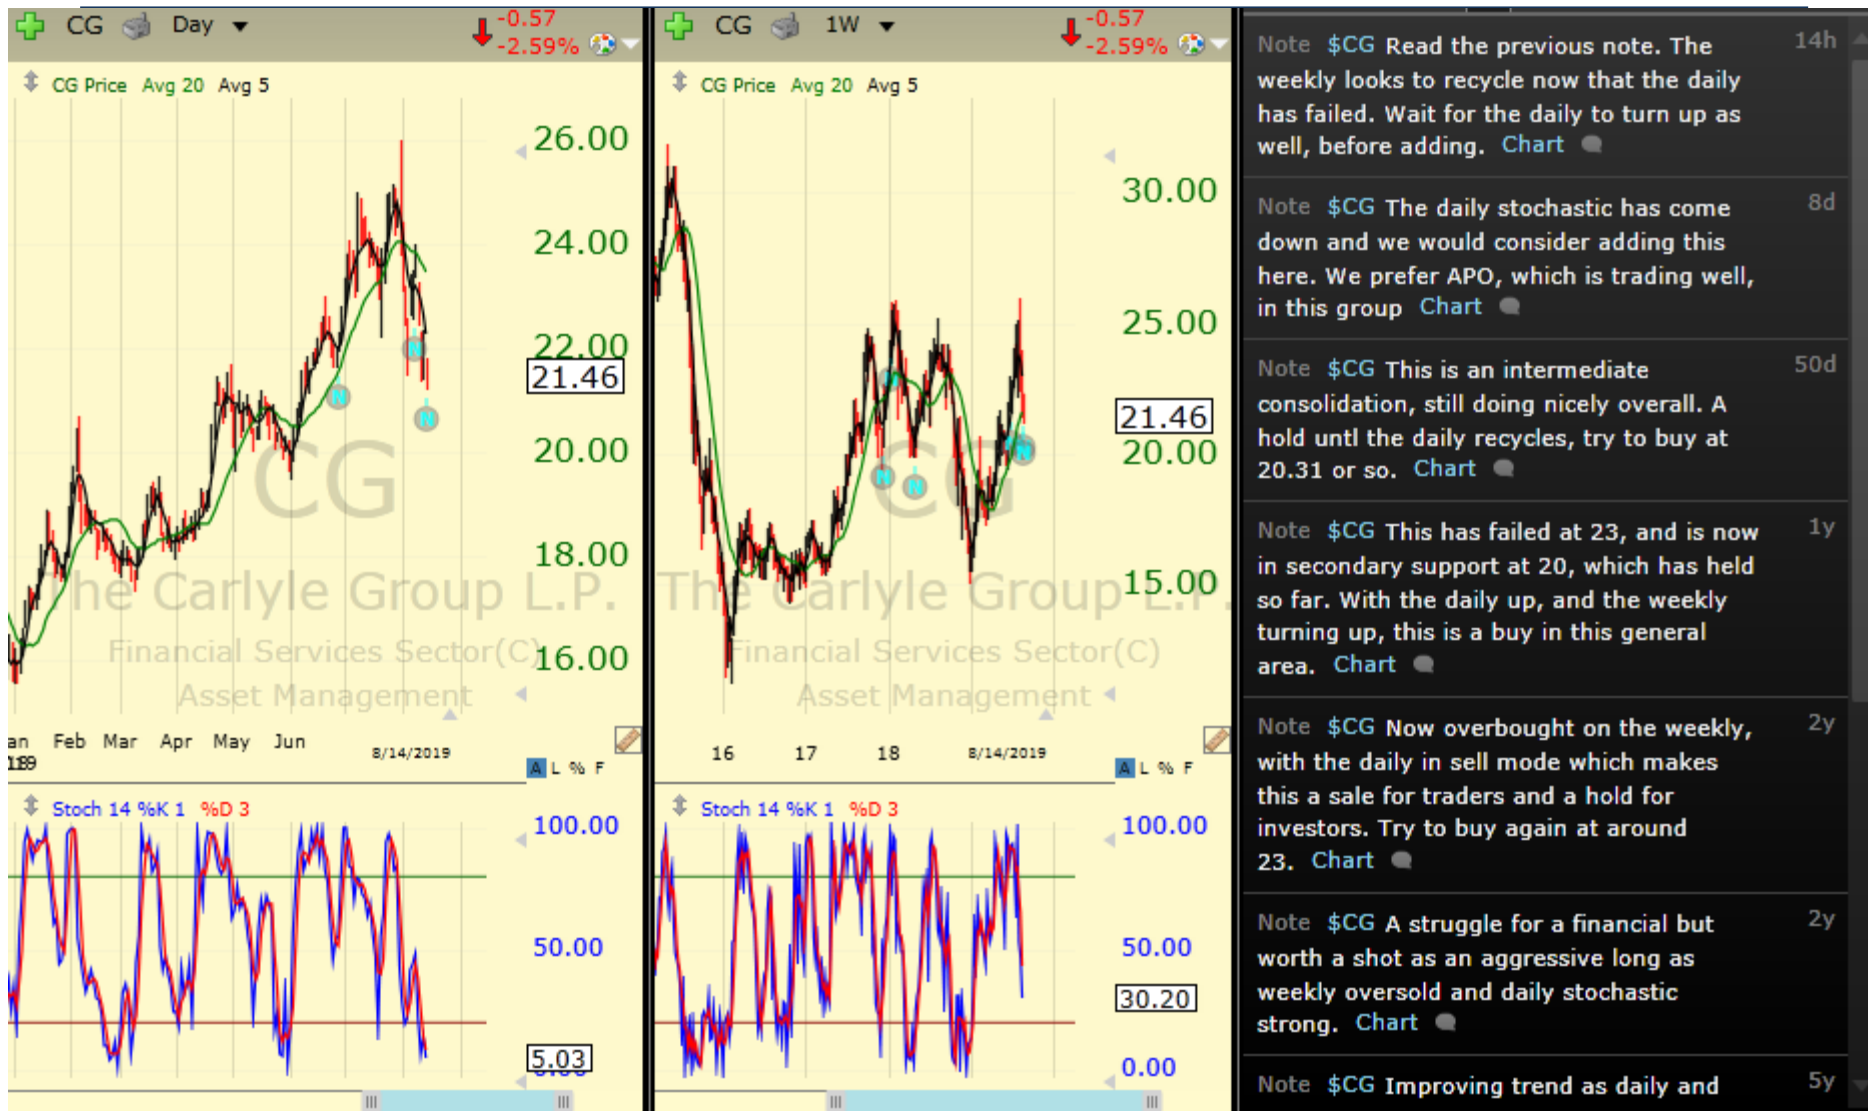 CG Day -0.57 -2.59%
CG Price Avg 20 Avg 5
26.00
24.00
22.00
21.46
20.00
18.00
16.00
N
N
N
CG
The Carlyle Group L.P.
Financial Services Sector(C)
Asset Management
Feb Mar Apr May Jun 8/14/2019
A L % F
Stoch 14 %K 1 %D 3
100.00
50.00
5.03
CG 1W -0.57 -2.59%
CG Price Avg 20 Avg 5
30.00
25.00
21.46
20.00
15.00
N
N
N
N
CG
The Carlyle Group L.P.
Financial Services Sector(C)
Asset Management
16 17 18 8/14/2019
A L % F
Stoch 14 %K 1 %D 3
100.00
50.00
30.20
0.00
Note $CG Read the previous note. The 14h
weekly looks to recycle now that the daily
has failed. Wait for the daily to turn up as
well, before adding. Chart
Note $CG The daily stochastic has come 8d
down and we would consider adding this
here. We prefer APO, which is trading well,
in this group Chart
Note $CG This is an intermediate 50d
consolidation, still doing nicely overall. A
hold untl the daily recycles, try to buy at
20.31 or so. Chart
Note $CG This has failed at 23, and is now 1y
in secondary support at 20, which has held
so far. With the daily up, and the weekly
turning up, this is a buy in this general
area. Chart
Note $CG Now overbought on the weekly, 2y
with the daily in sell mode which makes
this a sale for traders and a hold for
investors. Try to buy again at around
23. Chart
Note $CG A struggle for a financial but 2y
worth a shot as an aggressive long as
weekly oversold and daily stochastic
strong. Chart
Note $CG Improving trend as daily and 5y